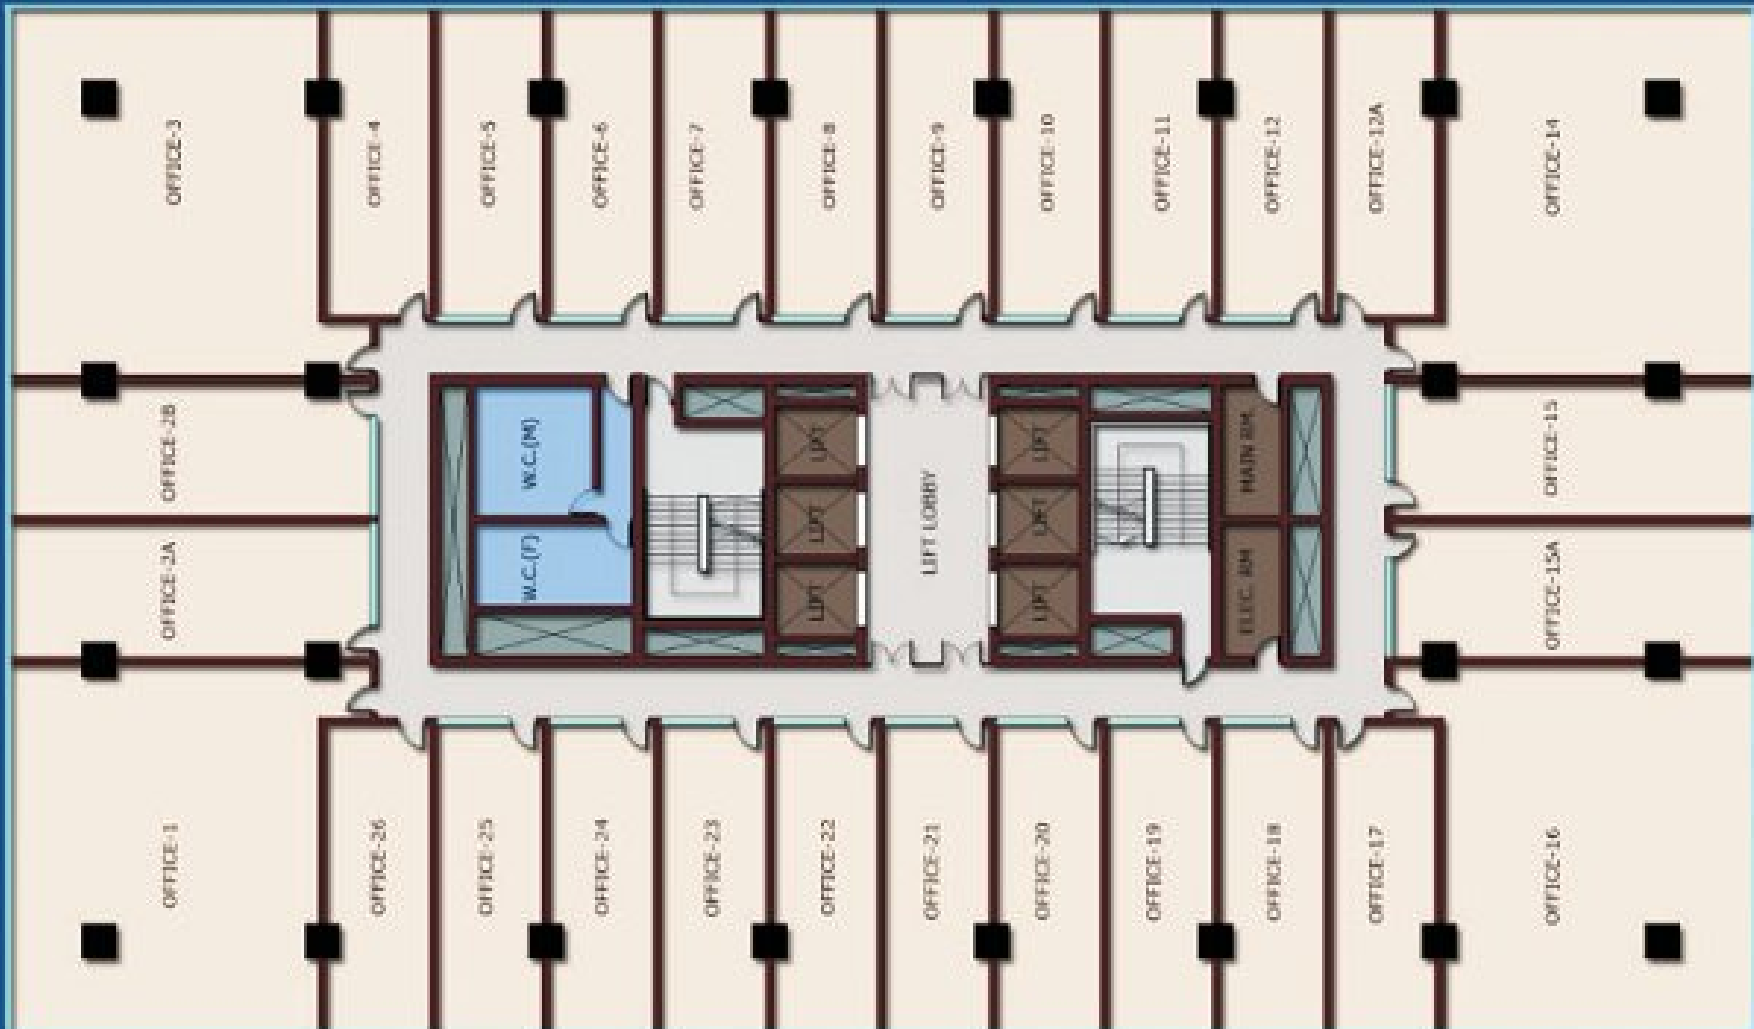 OFFICE-3
OFFICE-4
OFFICE-5
OFFICE-6
OFFICE-7
OFFICE-8
OFFICE-9
OFFICE-10
OFFICE-11
OFFICE-12
OFFICE-12A
OFFICE-14
OFFICE-2B
OFFICE-2A
W.C.(M)
W.C.(F)
LIFT
LIFT
LIFT
LIFT LOBBY
LIFT
LIFT
LIFT
MAIN RM.
ELEC. RM
OFFICE-15
OFFICE-15A
OFFICE-1
OFFICE-26
OFFICE-25
OFFICE-24
OFFICE-23
OFFICE-22
OFFICE-21
OFFICE-20
OFFICE-19
OFFICE-18
OFFICE-17
OFFICE-16